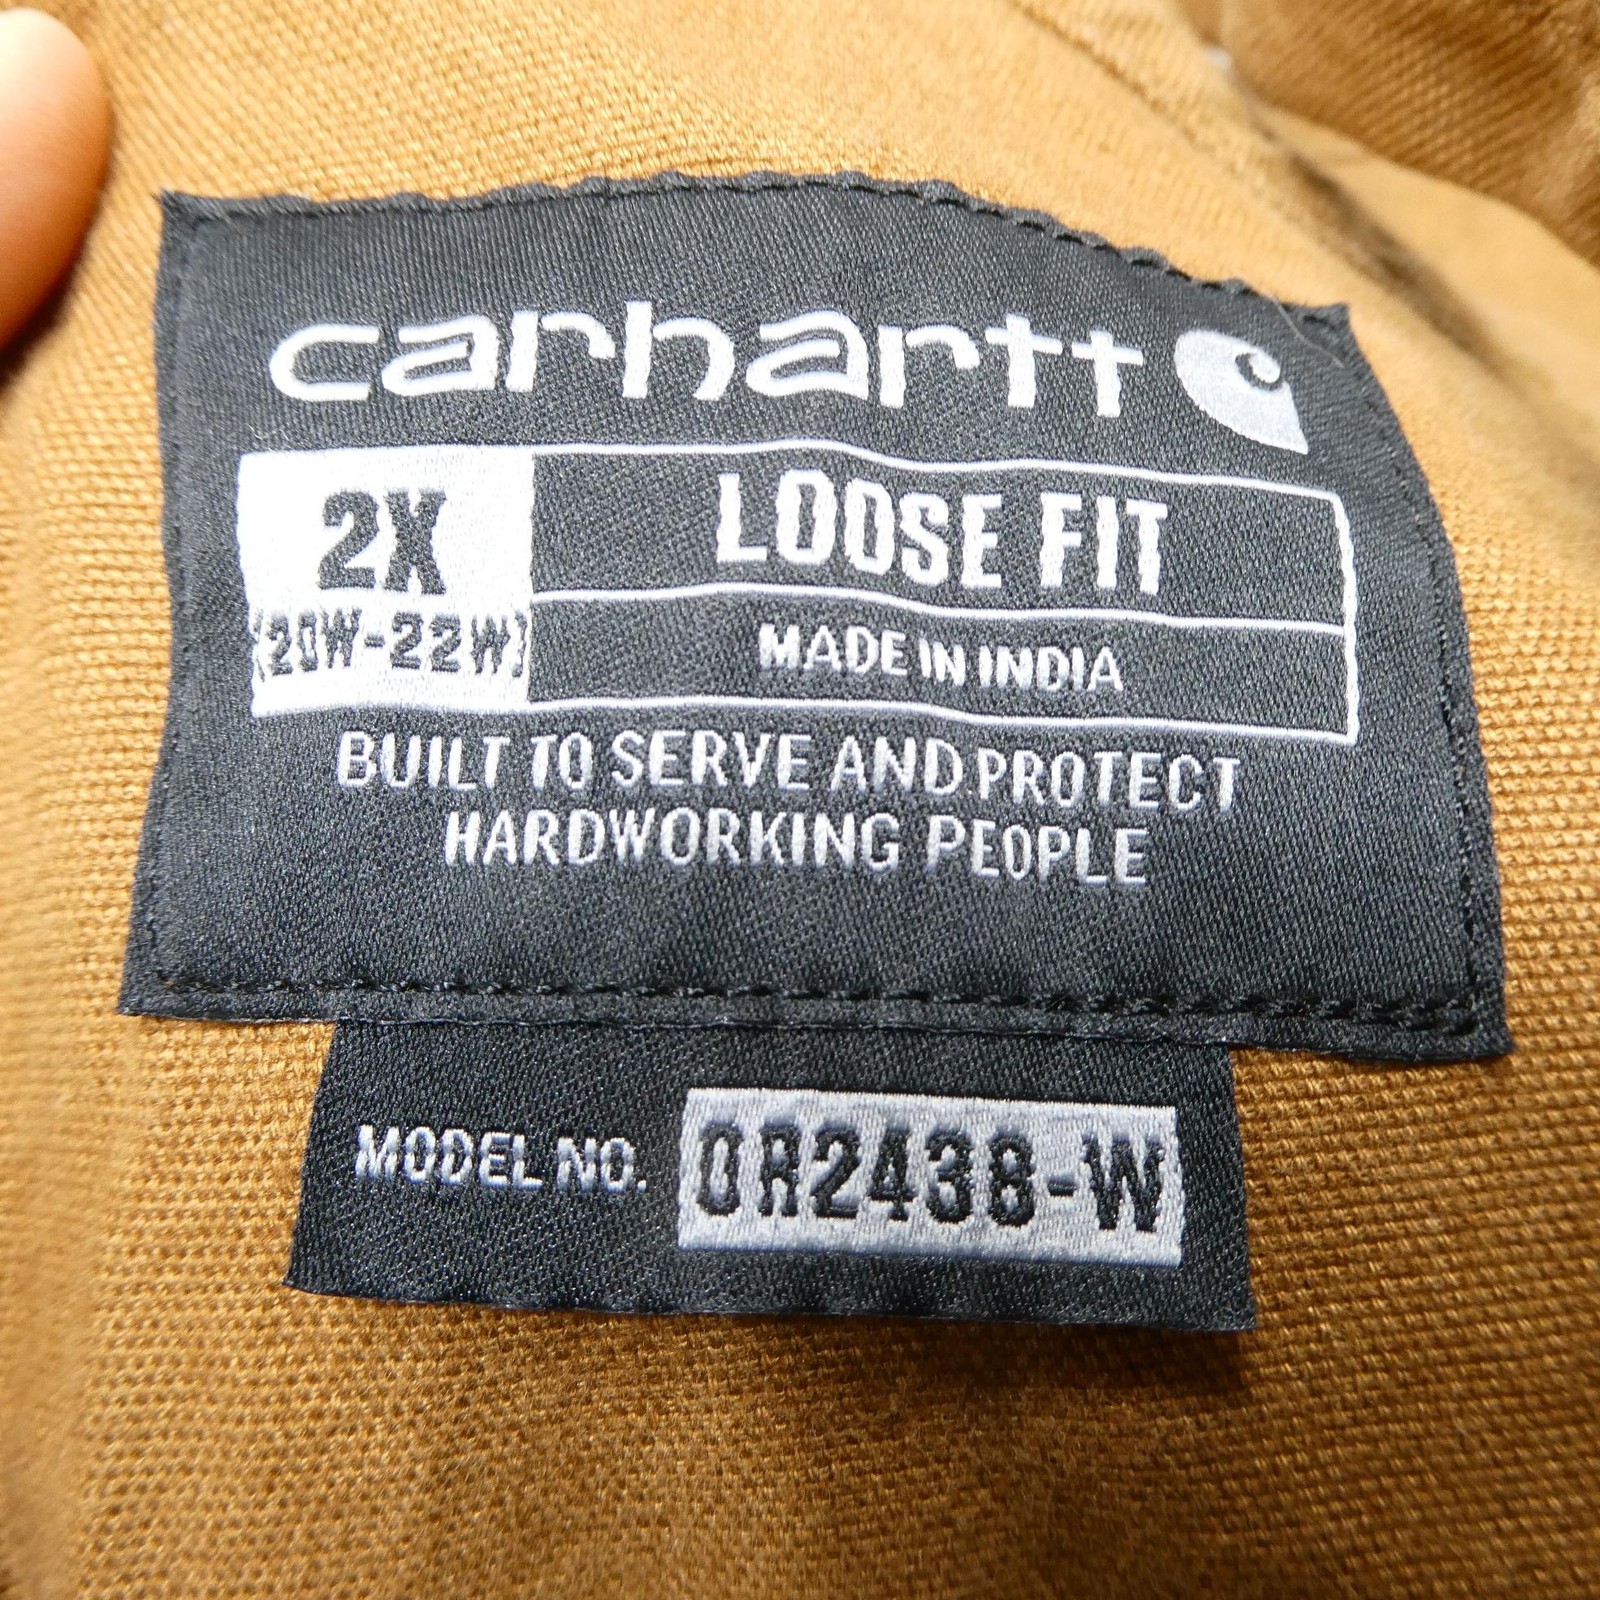 carhartt
2X LOOSE FIT
(20W-22W) MADE IN INDIA
BUILT TO SERVE AND PROTECT
HARDWORKING PEOPLE
MODEL NO. OR2438-W